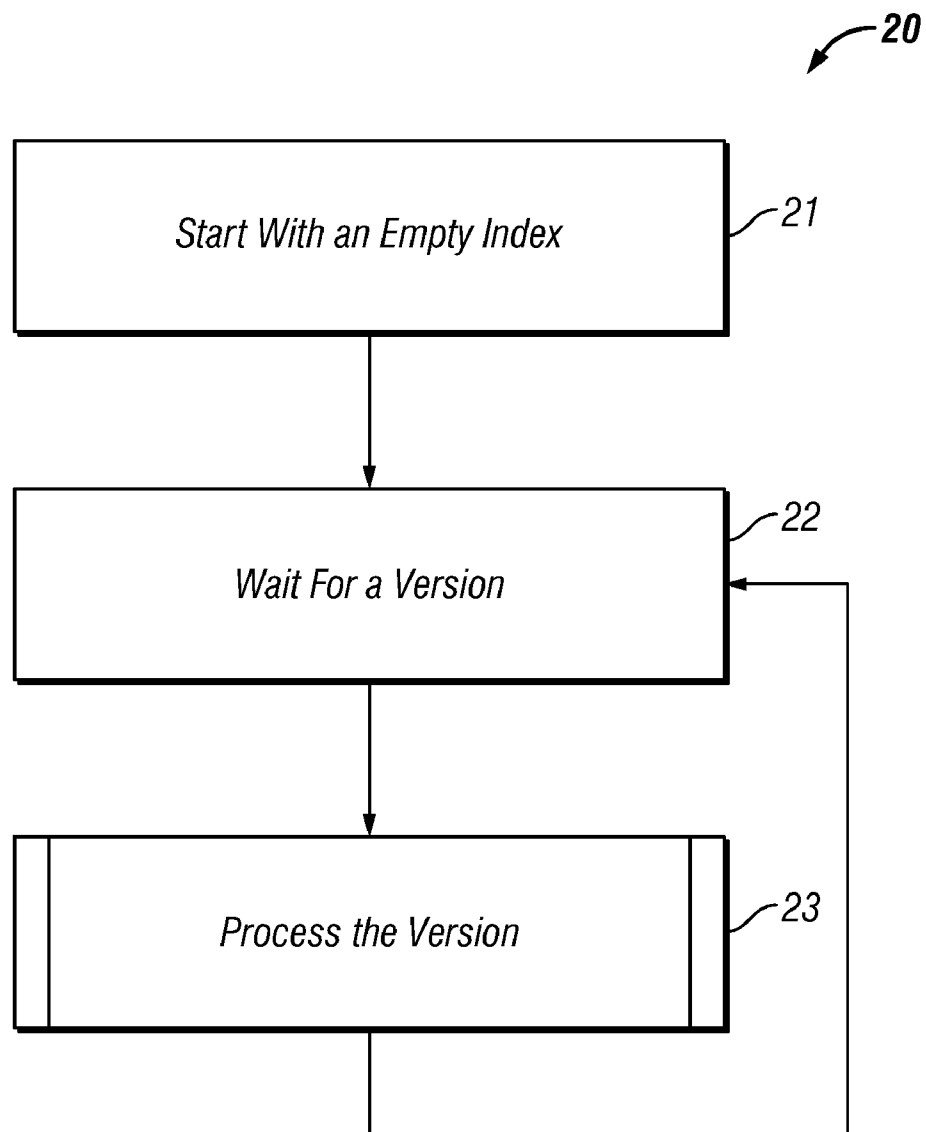 20
Start With an Empty Index
21
Wait For a Version
22
Process the Version
23